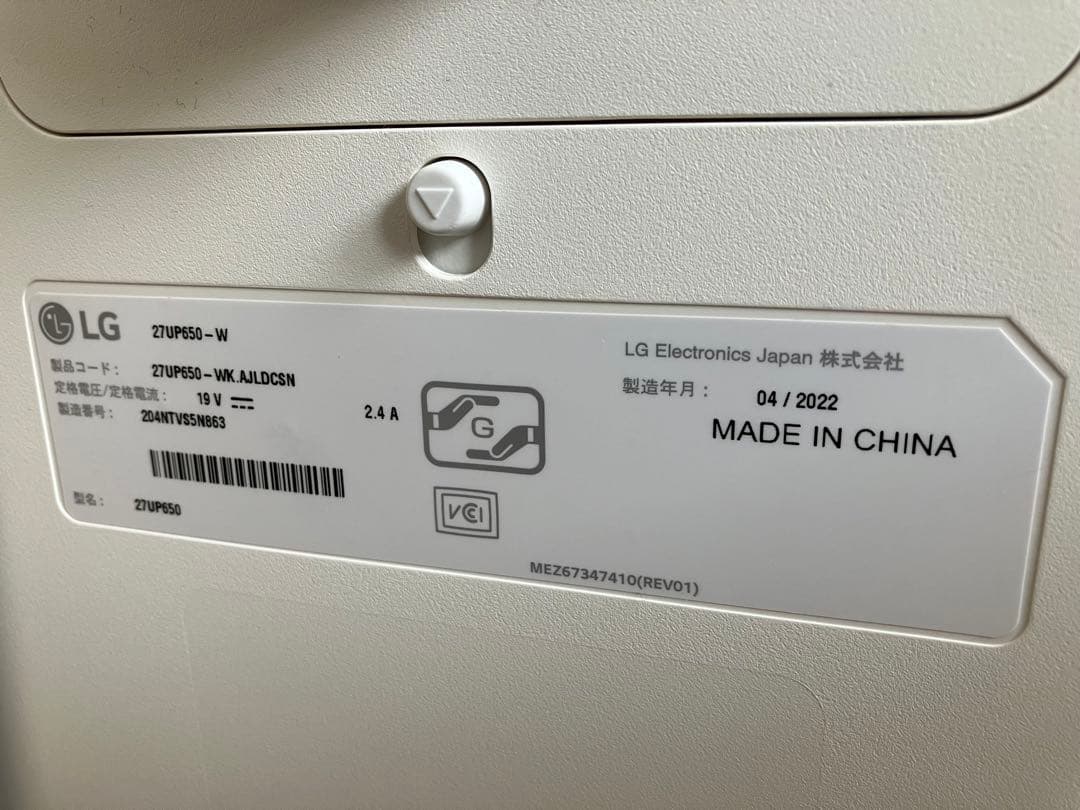 LG 27UP650-W
製品コード: 27UP650-WK.AJLDCSN
定格電圧/定格電流: 19 V ⎓ 2.4 A
製造番号: 204NTVS5N863
型名: 27UP650
G
VCI
LG Electronics Japan 株式会社
製造年月: 04 / 2022
MADE IN CHINA
MEZ67347410(REV01)